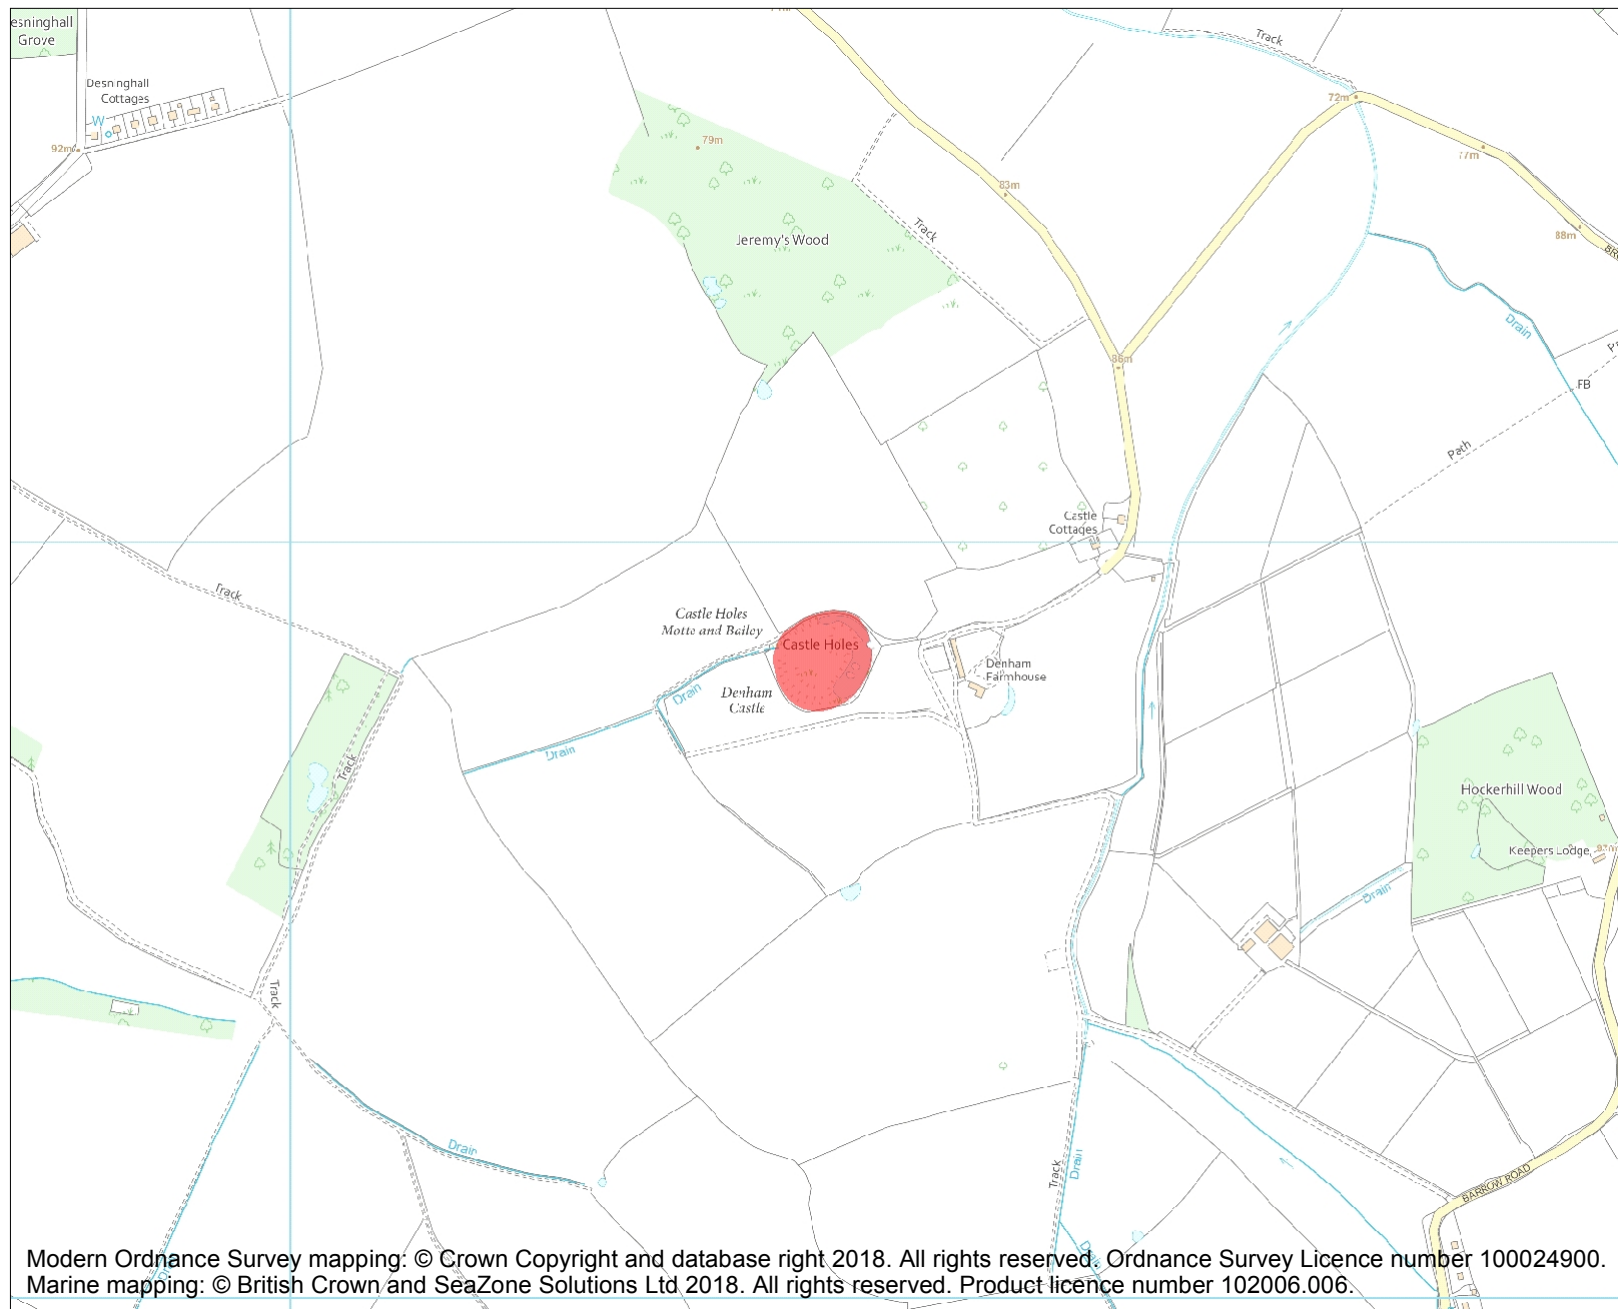 esninghall
Grove
Desninghall
Cottages
W
92m
79m
Jeremy's Wood
Track
83m
Track
72m
77m
88m
86m
Drain
FB
Path
Castle
Cottages
Track
Castle Holes
Motte and Bailey
Castle Holes
Denham
Castle
Drain
Drain
Denham
Farmhouse
Track
Hockerhill Wood
Keepers Lodge
Drain
Track
Drain
Track
Drain
BARROW ROAD
Drain
Modern Ordnance Survey mapping: © Crown Copyright and database right 2018. All rights reserved. Ordnance Survey Licence number 100024900.
Marine mapping: © British Crown and SeaZone Solutions Ltd 2018. All rights reserved. Product licence number 102006.006.